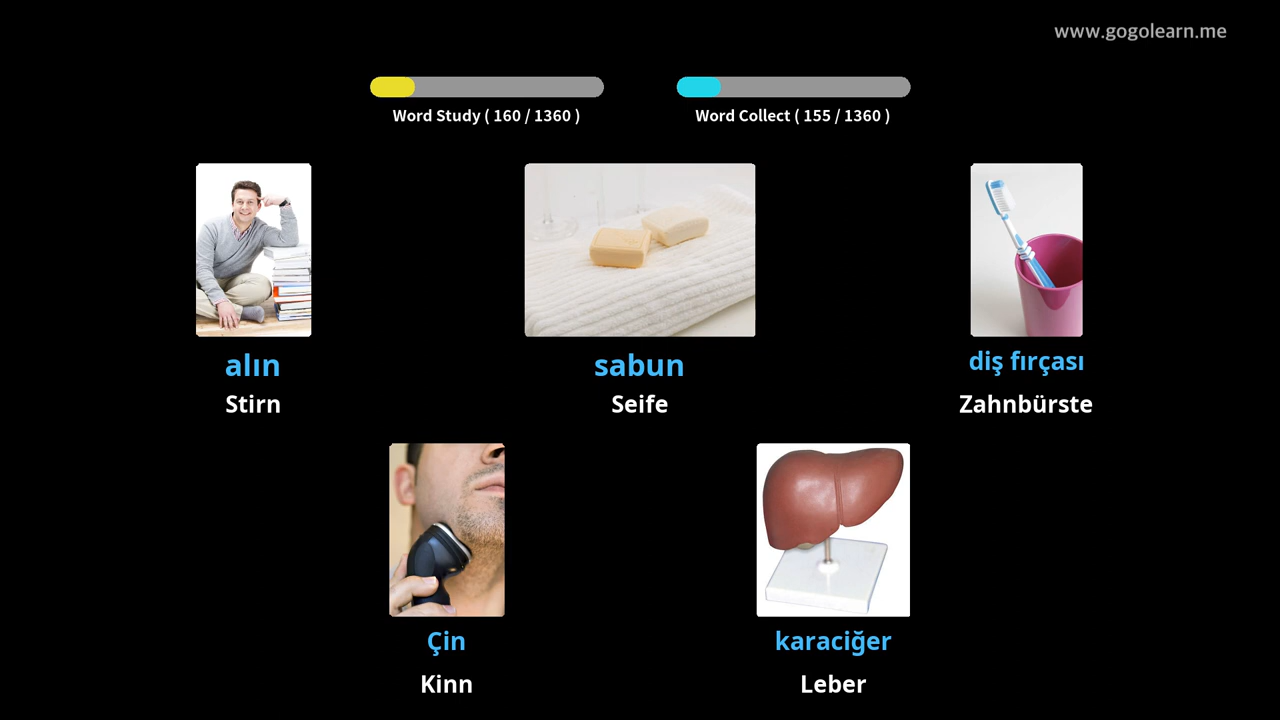 www.gogolearn.me
Word Study ( 160 / 1360 )
Word Collect ( 155 / 1360 )
alın
Stirn
sabun
Seife
diş fırçası
Zahnbürste
Çin
Kinn
karaciğer
Leber